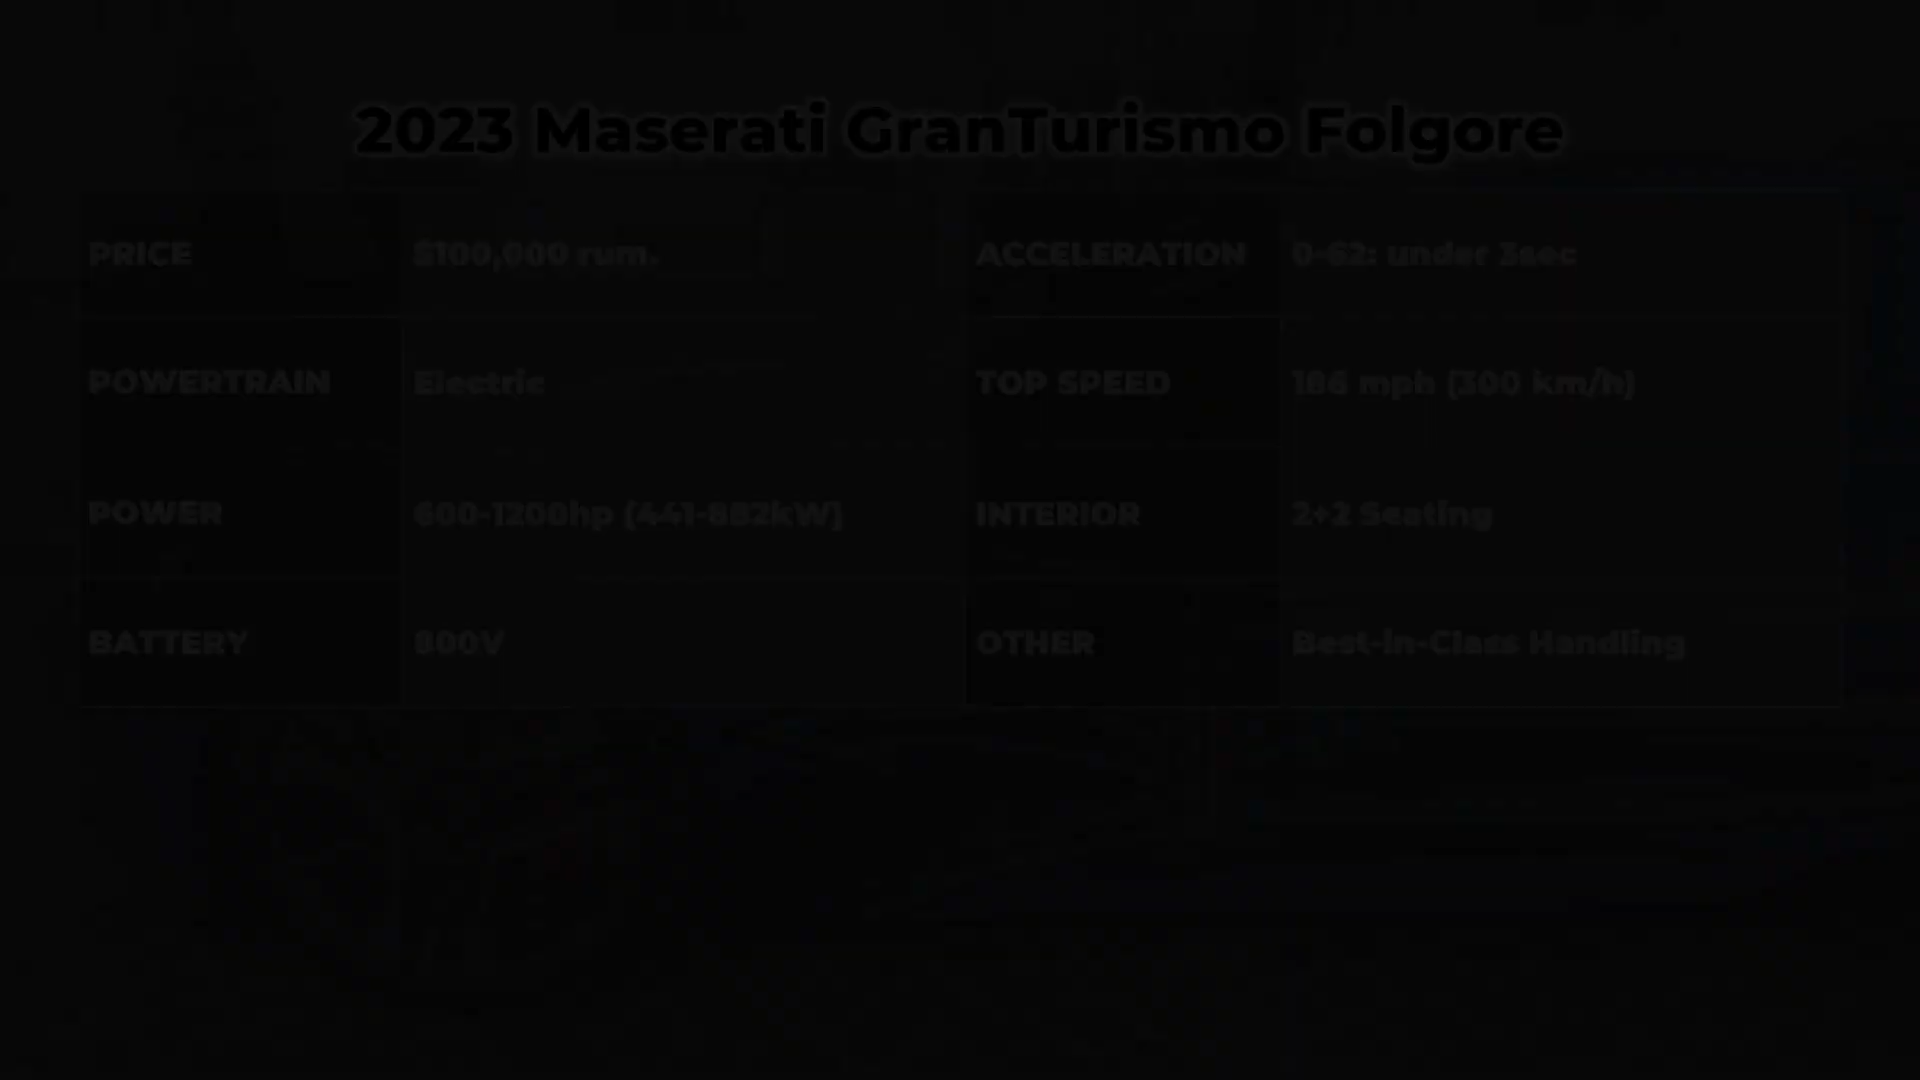 2023 Maserati GranTurismo Folgore
PRICE $100,000 rum. ACCELERATION 0-62: under 3sec
POWERTRAIN Electric TOP SPEED 186 mph (300 km/h)
POWER 600-1200hp (441-882kW) INTERIOR 2+2 Seating
BATTERY 800V OTHER Best-in-Class Handling